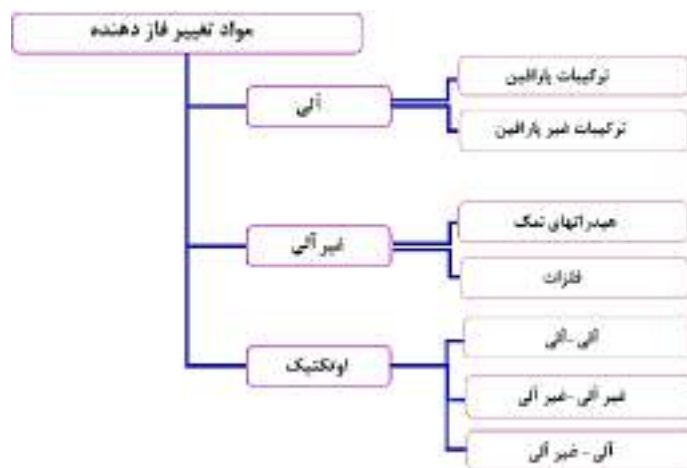 مواد تغییر فاز دهنده
آلی
ترکیبات پارافین
ترکیبات غیر پارافین
غیر آلی
هیدراتهای نمک
فلزات
اوتکتیک
آلی -آلی
غیر آلی -غیر آلی
آلی - غیر آلی